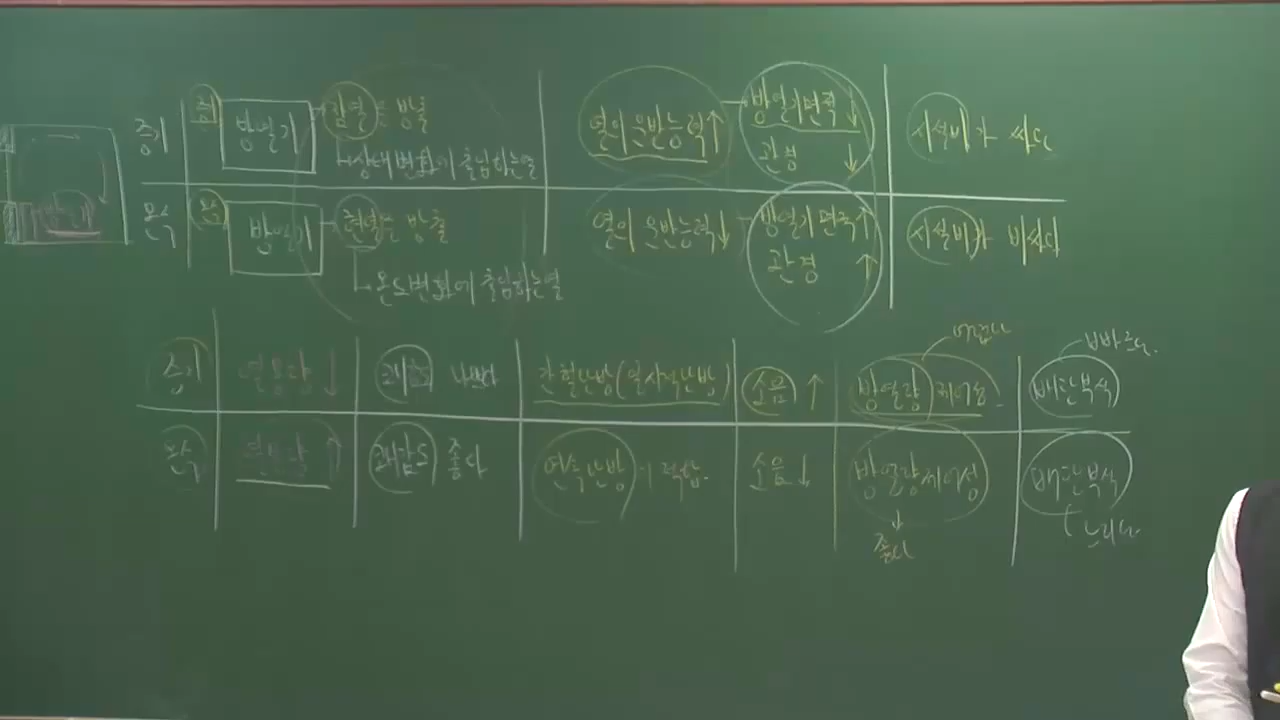 증기 증 방열기 잠열은 방출 열의 운반능력↑ 방열기면적↓ 시설비가 싸다
상태변화에 출입하는열 관경↓
온수 온 방열기 현열은 방출 열의 운반능력↓ 방열기면적↑ 시설비가 비싸다
관경↑
온도변화에 출입하는열
어렵다 빠르다.
증기 열용량↓ 쾌감 나쁘다 간헐난방(일시적난방) 소음↑ 방열량 제어 배관부식
온수 열용량↑ 쾌감도 좋다 연속난방 적합. 소음↓ 방열량제어성 배관부식
좋다 느리다.